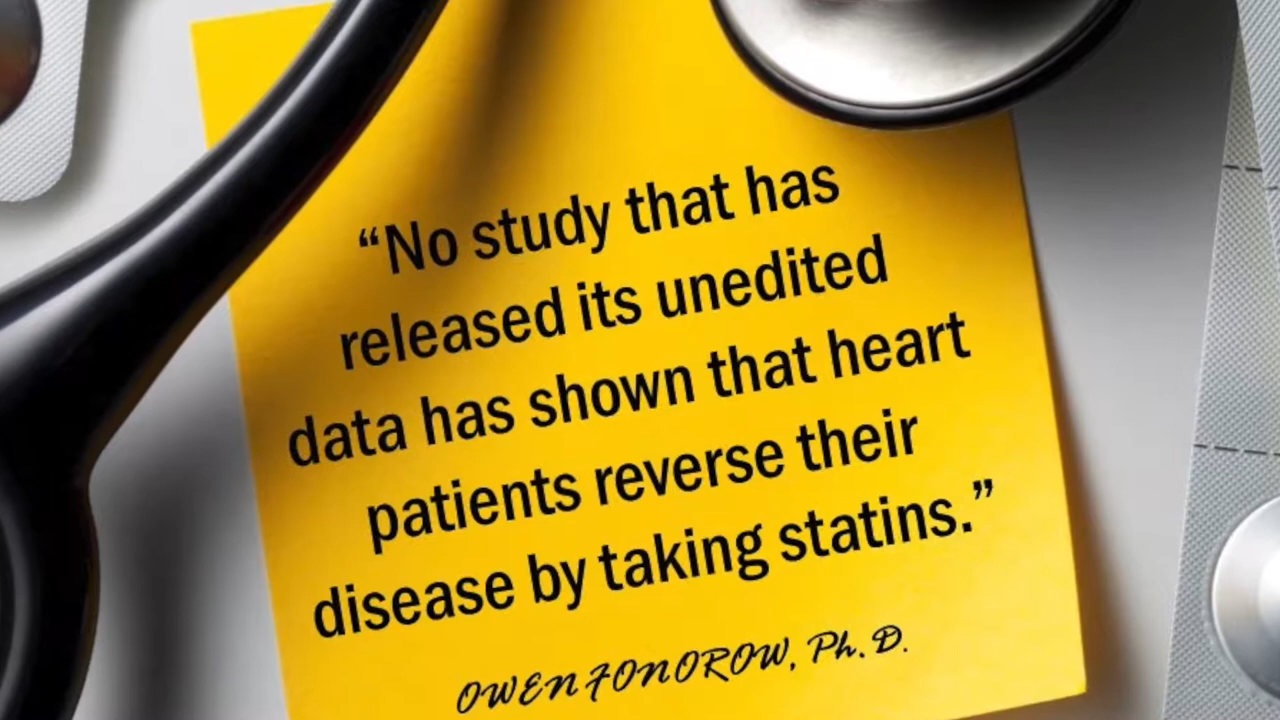 “No study that has
released its unedited
data has shown that heart
patients reverse their
disease by taking statins.”
OWEN FONOROW, Ph.D.